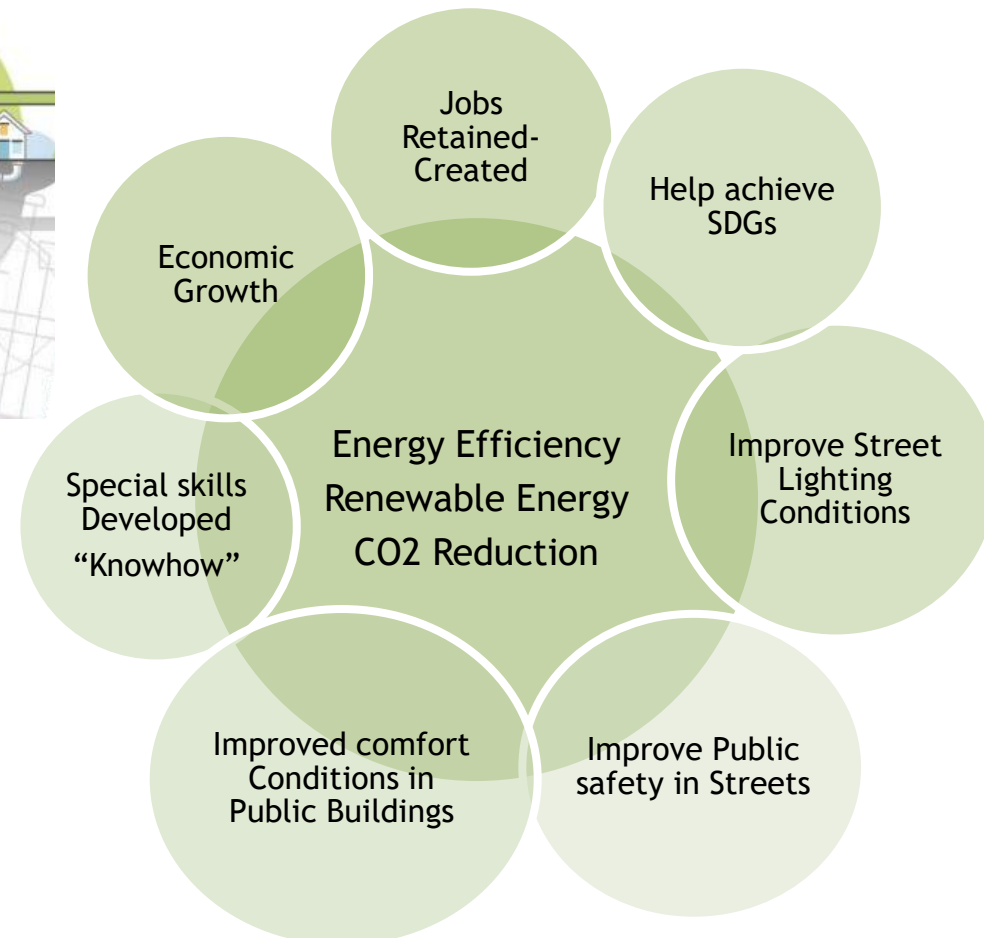 Jobs
Retained-
Created
Help achieve
SDGs
Economic
Growth
Energy Efficiency
Renewable Energy
CO2 Reduction
Improve Street
Lighting
Conditions
Special skills
Developed
“Knowhow”
Improved comfort
Conditions in
Public Buildings
Improve Public
safety in Streets